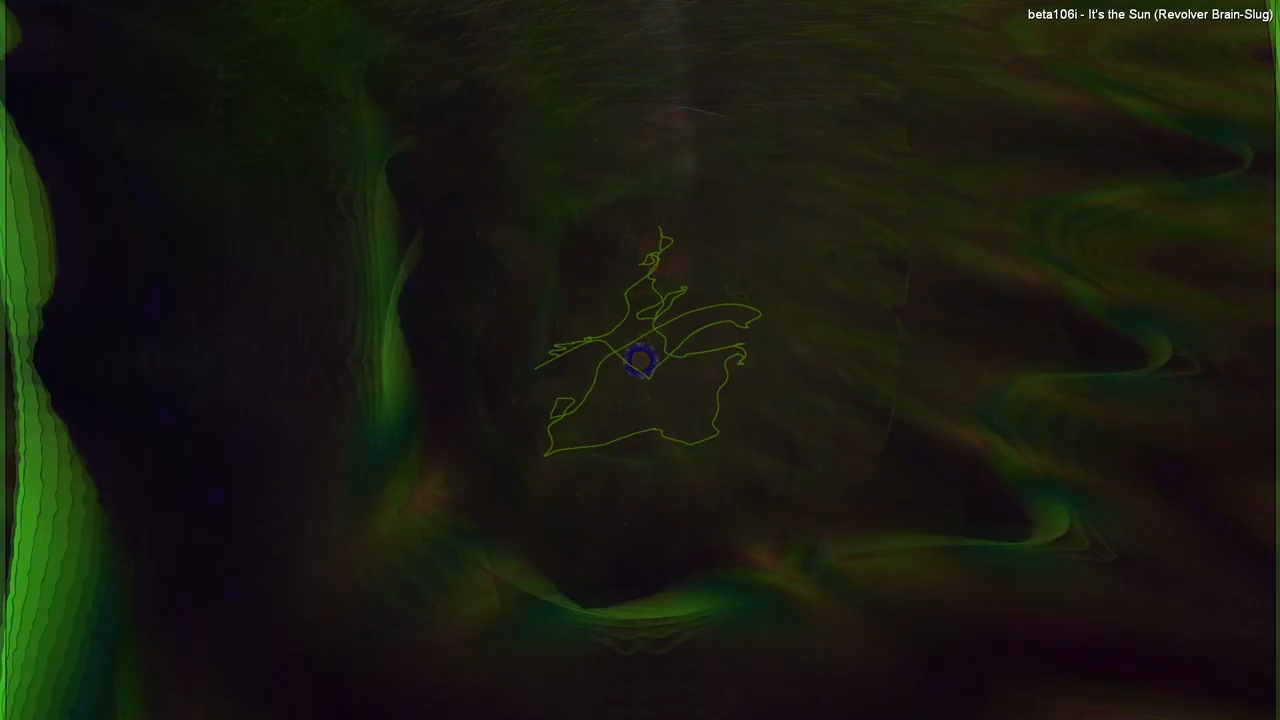 beta106i - It's the Sun (Revolver Brain-Slug)